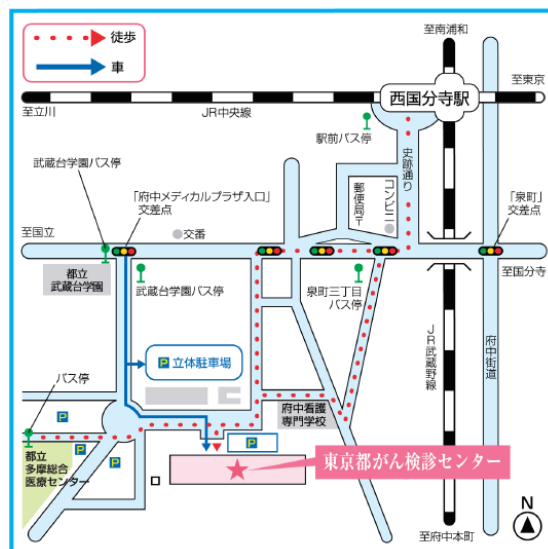 徒歩
車
至南浦和
西国分寺駅
至東京
至立川
JR中央線
駅前バス停
史跡通り
武蔵台学園バス停
「府中メディカルプラザ入口」
交差点
郵便局〒
コンビニ
「泉町」
交差点
至国立
交番
都立
武蔵台学園
武蔵台学園バス停
泉町三丁目
バス停
至国分寺
P 立体駐車場
JR武蔵野線
府中街道
バス停
P
府中看護
専門学校
P
P
P
都立
多摩総合
医療センター
東京都がん検診センター
N
至府中本町